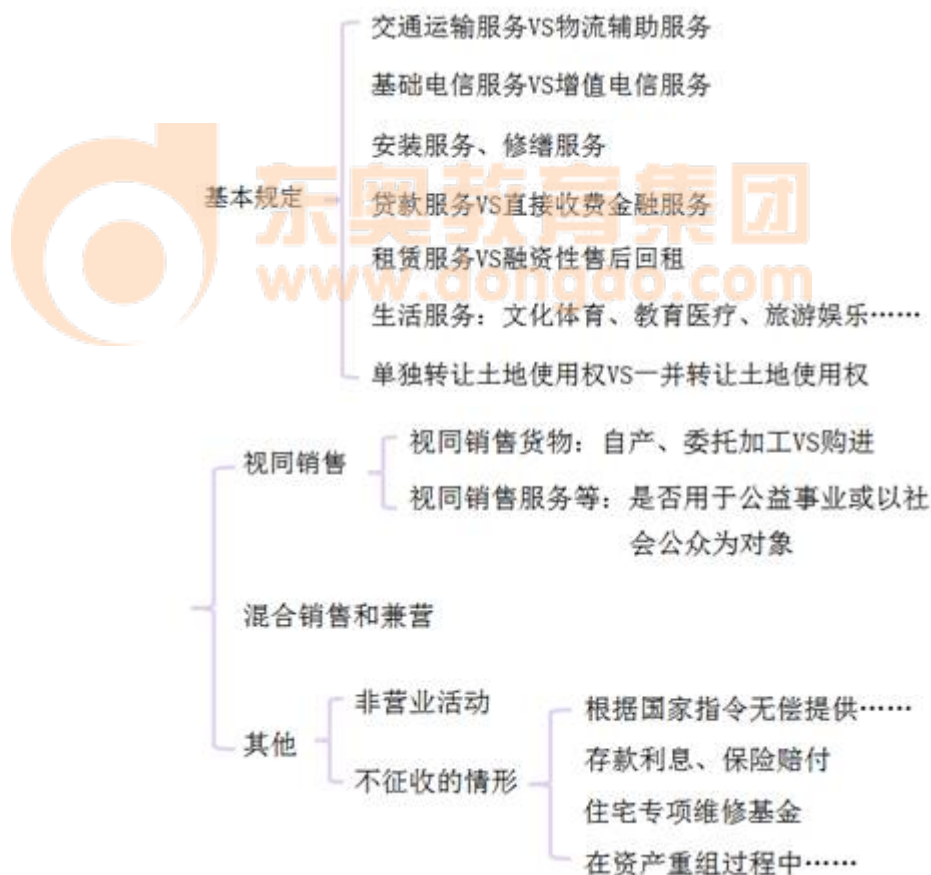 交通运输服务VS物流辅助服务
基础电信服务VS增值电信服务
安装服务、修缮服务
基本规定
贷款服务VS直接收费金融服务
租赁服务VS融资性售后回租
生活服务：文化体育、教育医疗、旅游娱乐……
单独转让土地使用权VS一并转让土地使用权
东奥教育集团
www.dongao.com
视同销售
视同销售货物：自产、委托加工VS购进
视同销售服务等：是否用于公益事业或以社
会公众为对象
混合销售和兼营
其他
非营业活动
不征收的情形
根据国家指令无偿提供……
存款利息、保险赔付
住宅专项维修基金
在资产重组过程中……